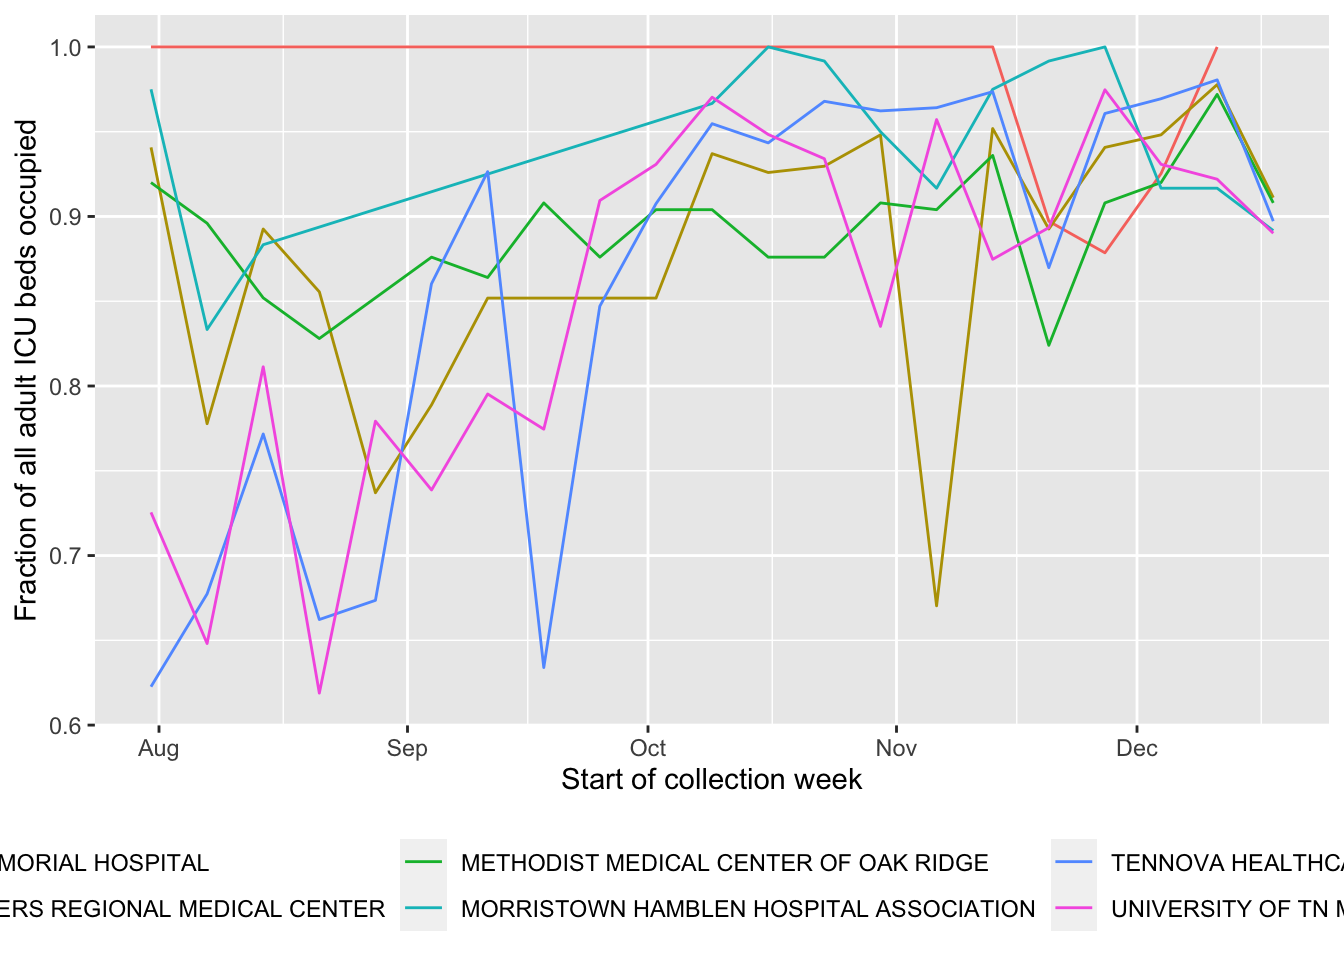 1.0
0.9
0.8
0.7
0.6
Fraction of all adult ICU beds occupied
Aug Sep Oct Nov Dec
Start of collection week
MORIAL HOSPITAL METHODIST MEDICAL CENTER OF OAK RIDGE TENNOVA HEALTHCA
ERS REGIONAL MEDICAL CENTER MORRISTOWN HAMBLEN HOSPITAL ASSOCIATION UNIVERSITY OF TN M